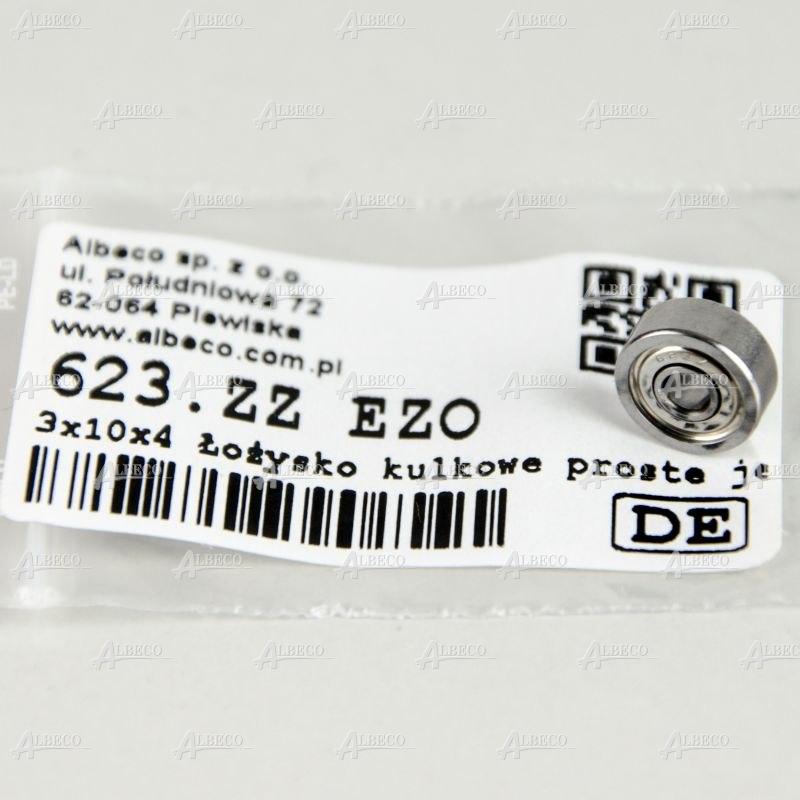 Albeco sp. z o.o.
ul. Południowa 72
62-064 Plewiska
www.albeco.com.pl
623.ZZ EZO
3x10x4 Łożysko kulkowe proste
DE
ALBECO